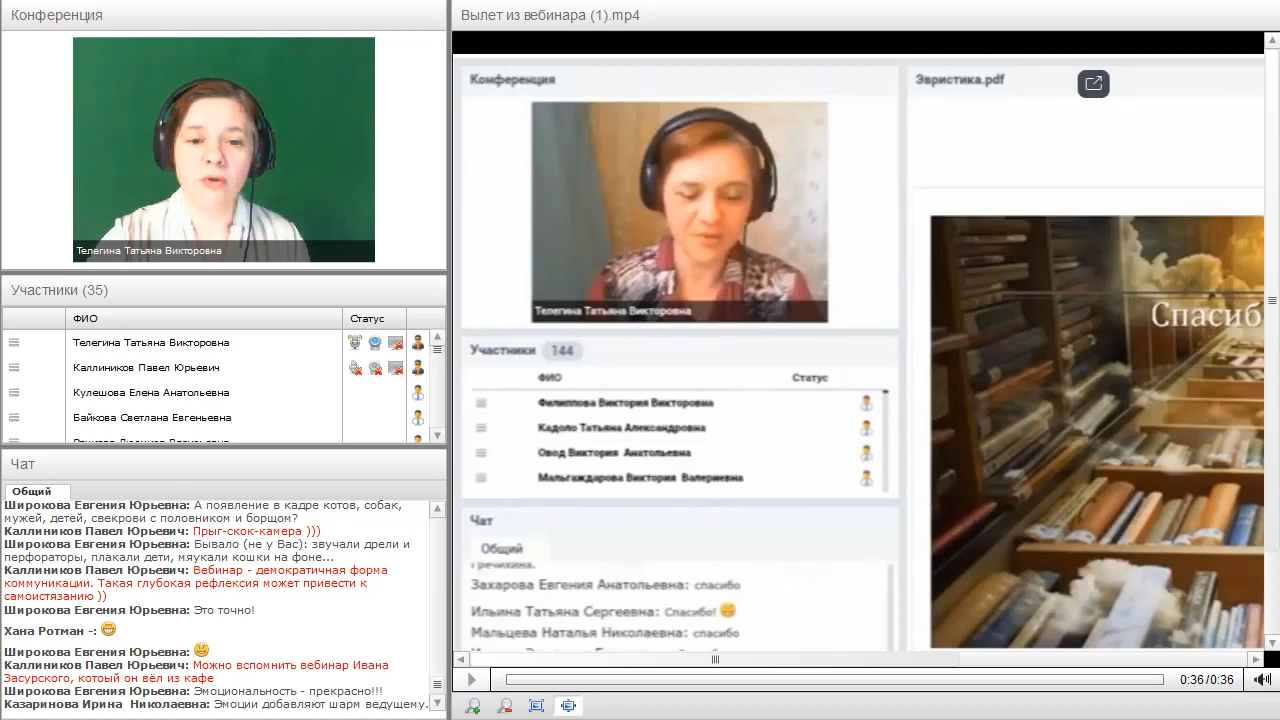 Конференция
Телегина Татьяна Викторовна
Участники (35)
ФИО Статус
Телегина Татьяна Викторовна
Каллиников Павел Юрьевич
Кулешова Елена Анатольевна
Байкова Светлана Евгеньевна
Чат
Общий
Широкова Евгения Юрьевна: А появление в кадре котов, собак,
мужей, детей, свекрови с половником и борщом?
Каллиников Павел Юрьевич: Прыг-скок-камера )))
Широкова Евгения Юрьевна: Бывало (не у Вас): звучали дрели и
перфораторы, плакали дети, мяукали кошки на фоне...
Каллиников Павел Юрьевич: Вебинар - демократичная форма
коммуникации. Такая глубокая рефлексия может привести к
самоистязанию ))
Широкова Евгения Юрьевна: Это точно!
Хана Ротман -:
Широкова Евгения Юрьевна:
Каллиников Павел Юрьевич: Можно вспомнить вебинар Ивана
Засурского, котоый он вёл из кафе
Широкова Евгения Юрьевна: Эмоциональность - прекрасно!!!
Казаринова Ирина Николаевна: Эмоции добавляют шарм ведущему.
Вылет из вебинара (1).mp4
Конференция
Телегина Татьяна Викторовна
Участники 144
ФИО Статус
Филиппова Виктория Викторовна
Кадоло Татьяна Александровна
Овод Виктория Анатольевна
Мальгаждарова Виктория Валериевна
Чат
Общий
Захарова Евгения Анатольевна: спасибо
Ильина Татьяна Сергеевна: Спасибо!
Мальцева Наталья Николаевна: спасибо
Эвристика.pdf
Спасиб
0:36/0:36